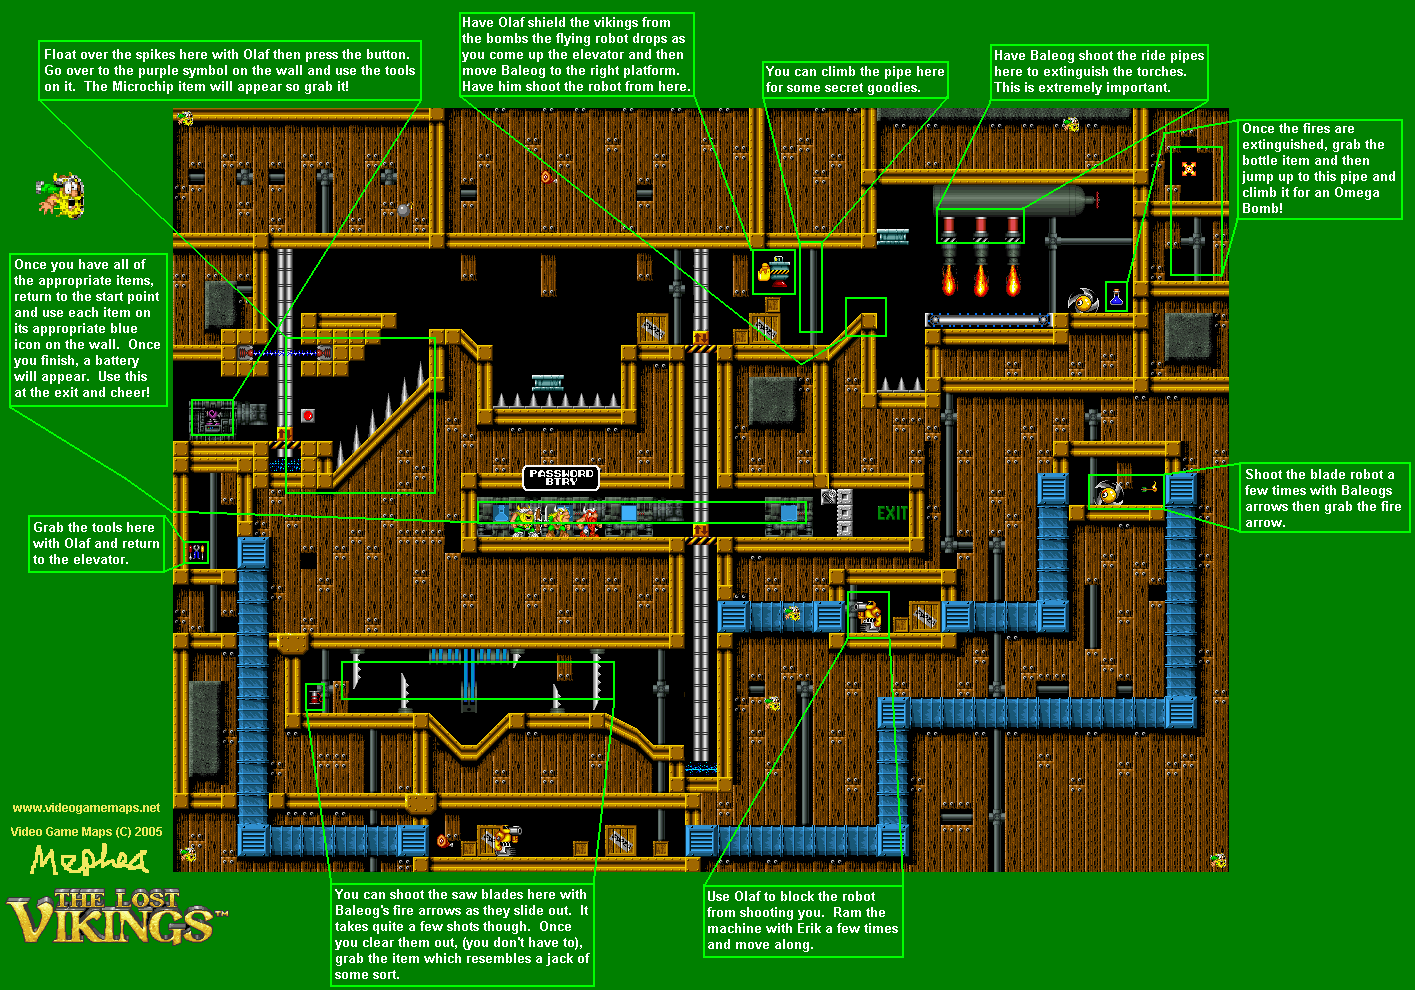 Have Olaf shield the vikings from
the bombs the flying robot drops as
you come up the elevator and then
move Baleog to the right platform.
Have him shoot the robot from here.
Float over the spikes here with Olaf then press the button.
Go over to the purple symbol on the wall and use the tools
on it.  The Microchip item will appear so grab it!
You can climb the pipe here
for some secret goodies.
Have Baleog shoot the ride pipes
here to extinguish the torches.
This is extremely important.
Once the fires are
extinguished, grab the
bottle item and then
jump up to this pipe and
climb it for an Omega
Bomb!
Once you have all of
the appropriate items,
return to the start point
and use each item on
its appropriate blue
icon on the wall.  Once
you finish, a battery
will appear.  Use this
at the exit and cheer!
PASSWORD
BTRY
EXIT
Shoot the blade robot a
few times with Baleogs
arrows then grab the fire
arrow.
Grab the tools here
with Olaf and return
to the elevator.
www.videogamemaps.net
Video Game Maps (C) 2005
THE LOST
VIKINGS™
You can shoot the saw blades here with
Baleog's fire arrows as they slide out.  It
takes quite a few shots though.  Once
you clear them out, (you don't have to),
grab the item which resembles a jack of
some sort.
Use Olaf to block the robot
from shooting you.  Ram the
machine with Erik a few times
and move along.